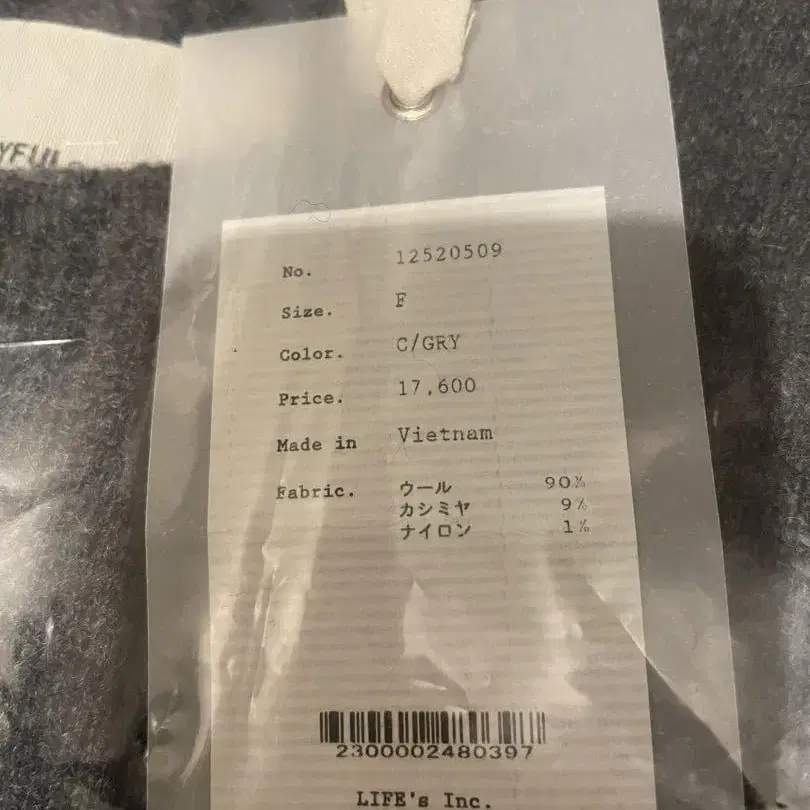 No. 12520509
Size. F
Color. C/GRY
Price. 17,600
Made in Vietnam
Fabric. ウール 90%
カシミヤ 9%
ナイロン 1%
2300002480397
LIFE's Inc.